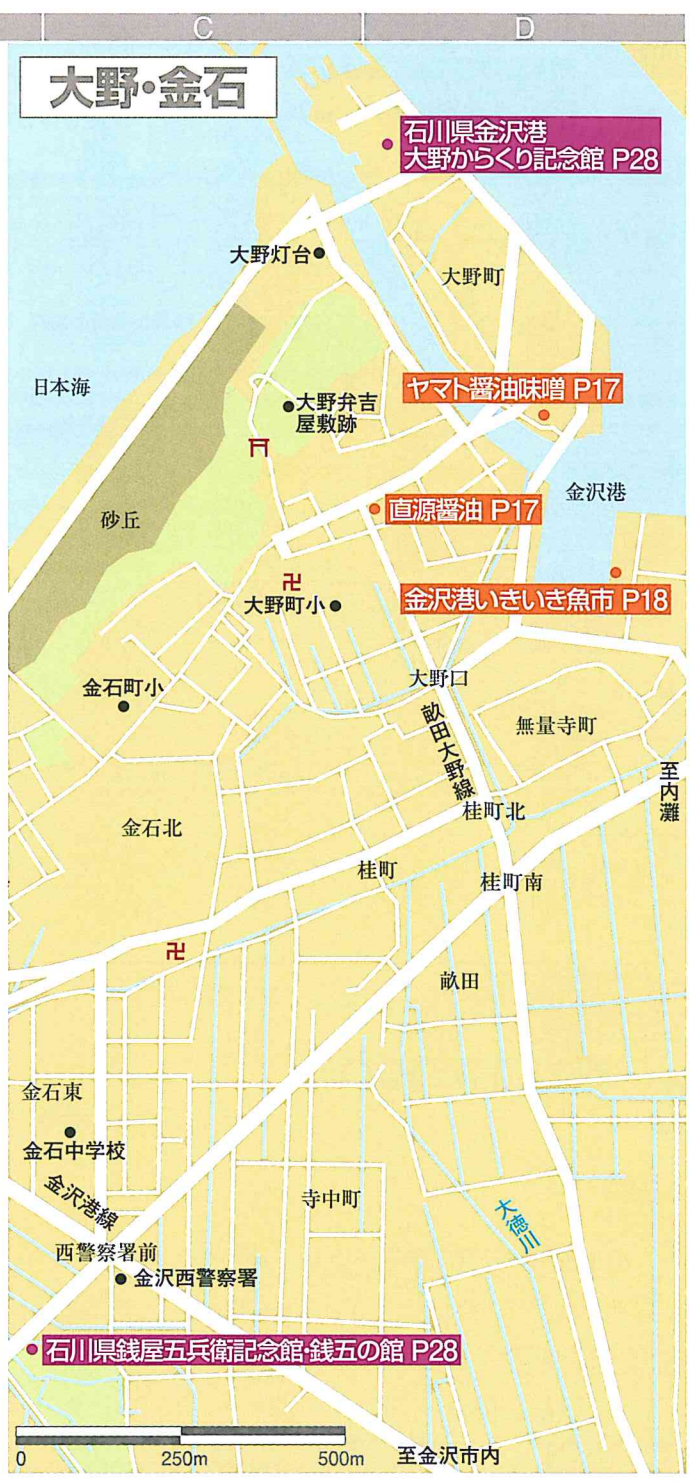 C
D
大野・金石
石川県金沢港
大野からくり記念館 P28
大野灯台
大野町
日本海
ヤマト醤油味噌 P17
大野弁吉
屋敷跡
金沢港
直源醤油 P17
砂丘
金沢港いきいき魚市 P18
大野町小
大野口
金石町小
無量寺町
畝田大野線
至内灘
桂町北
金石北
桂町
桂町南
畝田
金石東
金石中学校
金沢港線
寺中町
大徳川
西警察署前
金沢西警察署
石川県銭屋五兵衛記念館・銭五の館 P28
0
250m
500m
至金沢市内